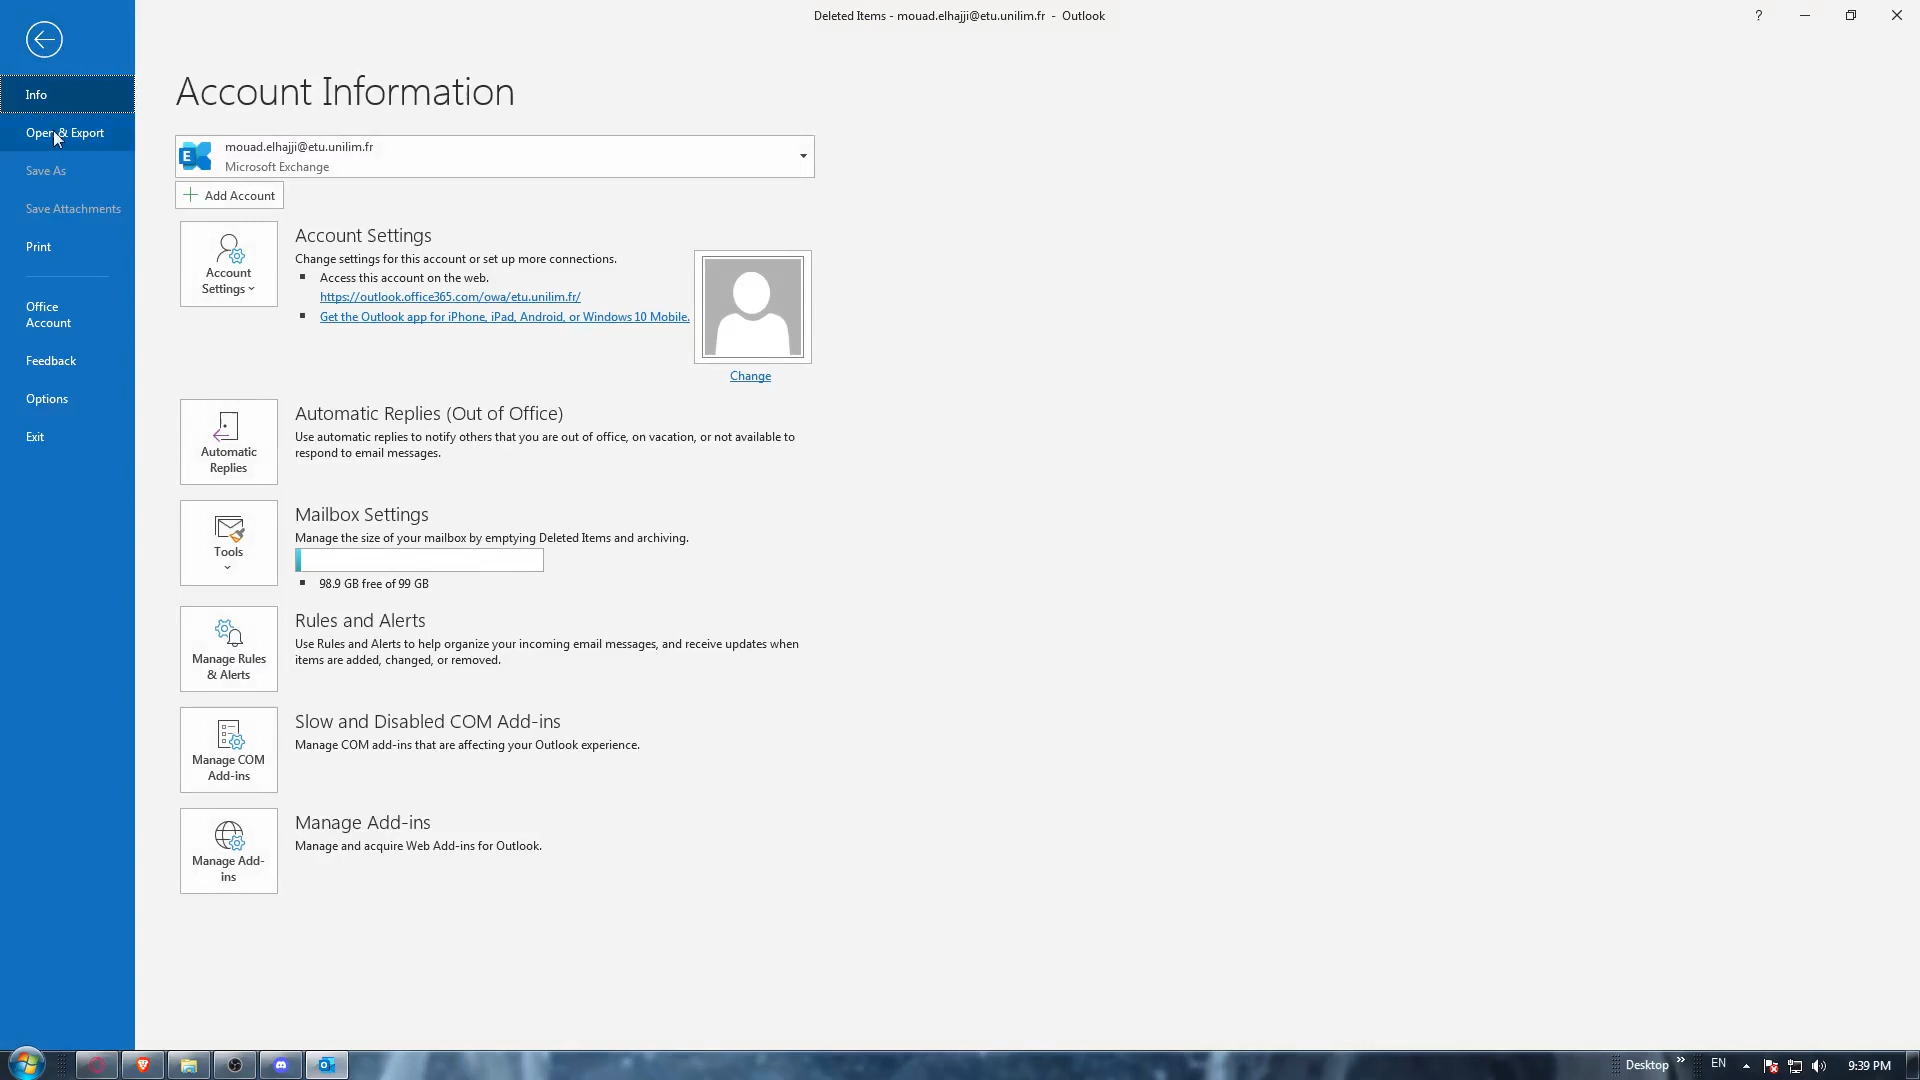 Deleted Items - mouad.elhajji@etu.unilim.fr - Outlook
?
Info
Open & Export
Save As
Save Attachments
Print
Office
Account
Feedback
Options
Exit
Account Information
E
mouad.elhajji@etu.unilim.fr
Microsoft Exchange
Add Account
Account
Settings
Account Settings
Change settings for this account or set up more connections.
Access this account on the web.
https://outlook.office365.com/owa/etu.unilim.fr/
Get the Outlook app for iPhone, iPad, Android, or Windows 10 Mobile.
Change
Automatic
Replies
Automatic Replies (Out of Office)
Use automatic replies to notify others that you are out of office, on vacation, or not available to
respond to email messages.
Tools
Mailbox Settings
Manage the size of your mailbox by emptying Deleted Items and archiving.
98.9 GB free of 99 GB
Manage Rules
& Alerts
Rules and Alerts
Use Rules and Alerts to help organize your incoming email messages, and receive updates when
items are added, changed, or removed.
Manage COM
Add-ins
Slow and Disabled COM Add-ins
Manage COM add-ins that are affecting your Outlook experience.
Manage Add-
ins
Manage Add-ins
Manage and acquire Web Add-ins for Outlook.
Desktop
EN
9:39 PM